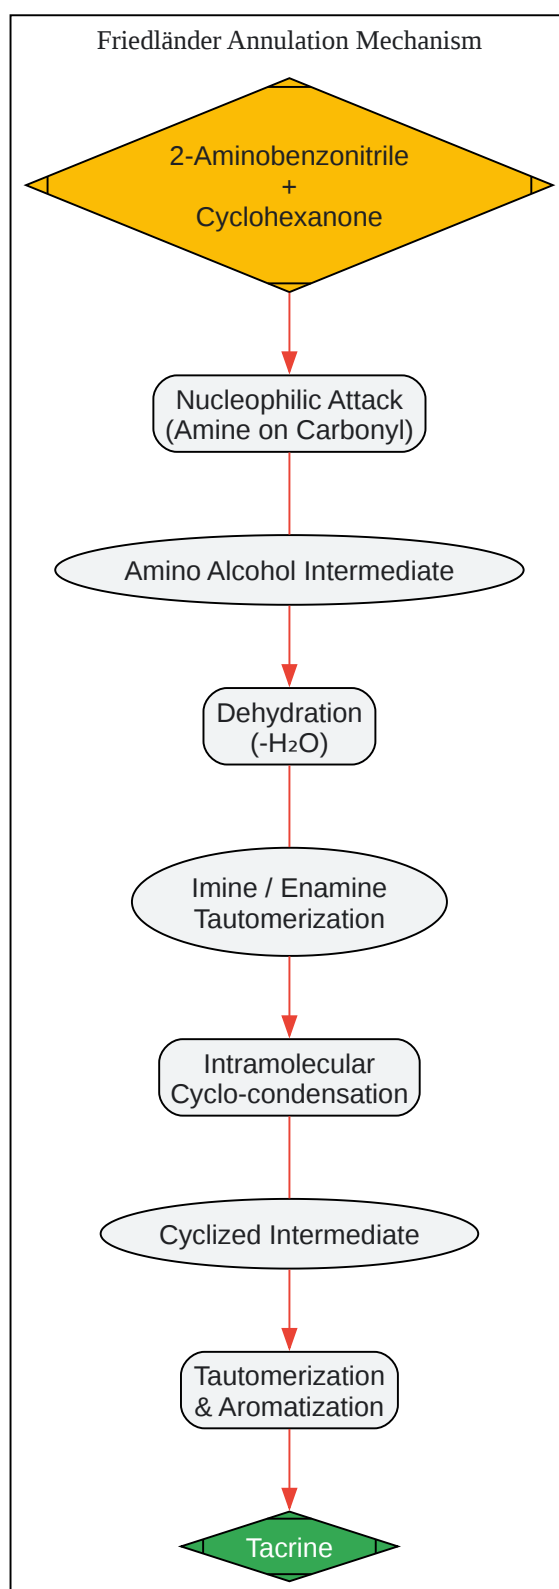 Friedländer Annulation Mechanism
2-Aminobenzonitrile
+
Cyclohexanone
Nucleophilic Attack
(Amine on Carbonyl)
Amino Alcohol Intermediate
Dehydration
(-H₂O)
Imine / Enamine
Tautomerization
Intramolecular
Cyclo-condensation
Cyclized Intermediate
Tautomerization
& Aromatization
Tacrine